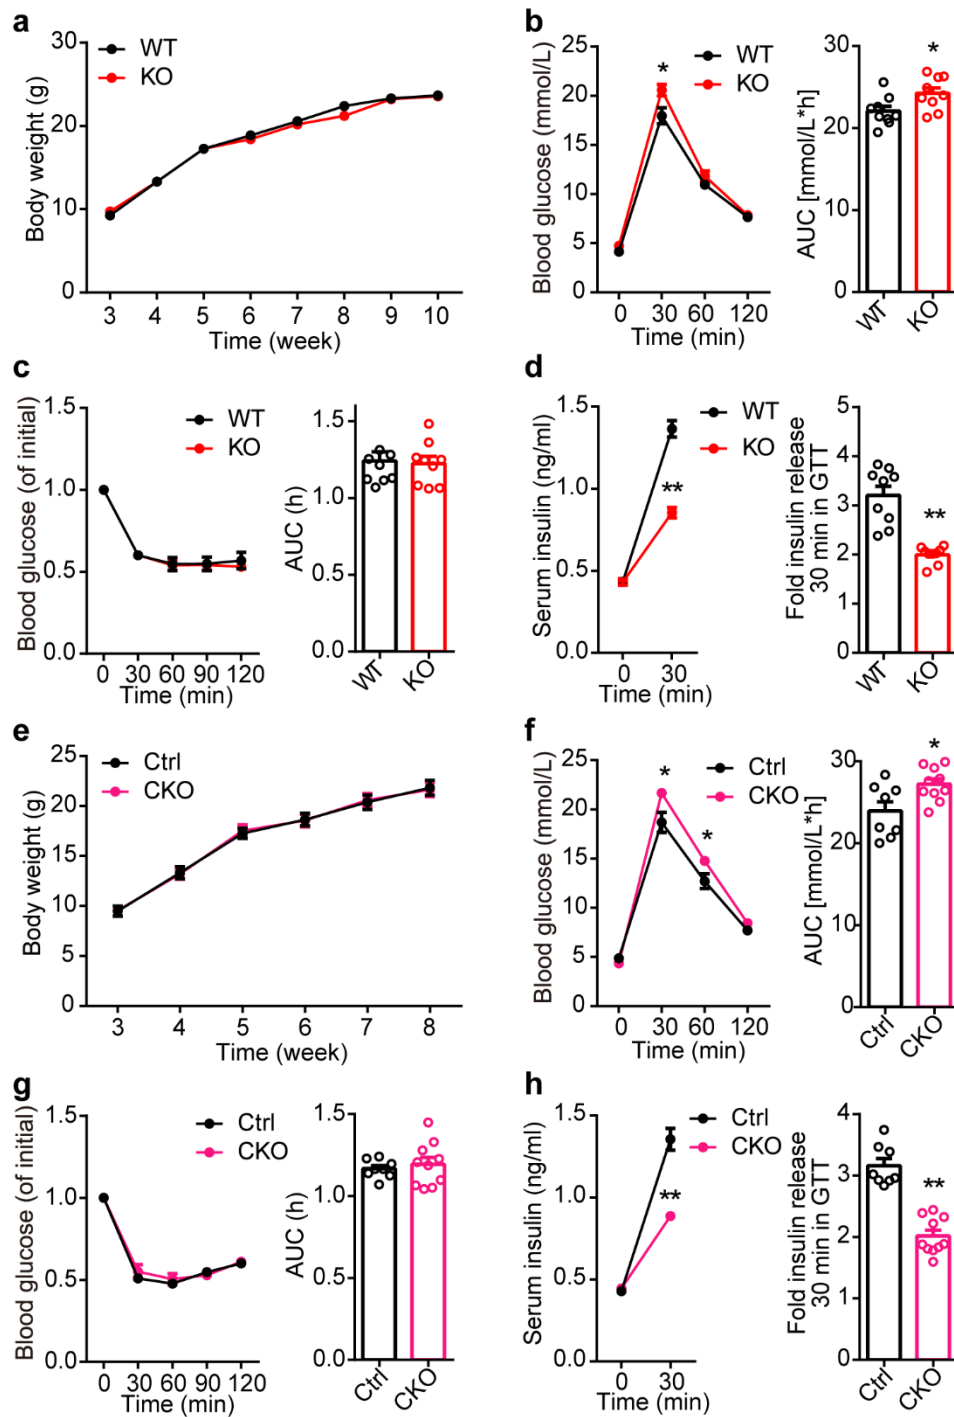 a
Body weight (g)
30
20
10
0
WT
KO
3 4 5 6 7 8 9 10
Time (week)
b
Blood glucose (mmol/L)
25
20
15
10
5
0
WT
KO
*
0 30 60 120
Time (min)
AUC [mmol/L*h]
30
20
10
0
*
WT KO
c
Blood glucose (of initial)
1.5
1.0
0.5
0.0
WT
KO
0 30 60 90 120
Time (min)
AUC (h)
1.5
1.0
0.5
0.0
WT KO
d
Serum insulin (ng/ml)
1.5
1.0
0.5
0.0
WT
KO
**
0 30
Time (min)
Fold insulin release
30 min in GTT
5
4
3
2
1
0
**
WT KO
e
Body weight (g)
25
20
15
10
5
0
Ctrl
CKO
3 4 5 6 7 8
Time (week)
f
Blood glucose (mmol/L)
25
20
15
10
5
0
Ctrl
CKO
*
*
0 30 60 120
Time (min)
AUC [mmol/L*h]
30
20
10
0
*
Ctrl CKO
g
Blood glucose (of initial)
1.5
1.0
0.5
0.0
Ctrl
CKO
0 30 60 90 120
Time (min)
AUC (h)
1.5
1.0
0.5
0.0
Ctrl CKO
h
Serum insulin (ng/ml)
1.5
1.0
0.5
0.0
Ctrl
CKO
**
0 30
Time (min)
Fold insulin release
30 min in GTT
4
3
2
1
0
**
Ctrl CKO